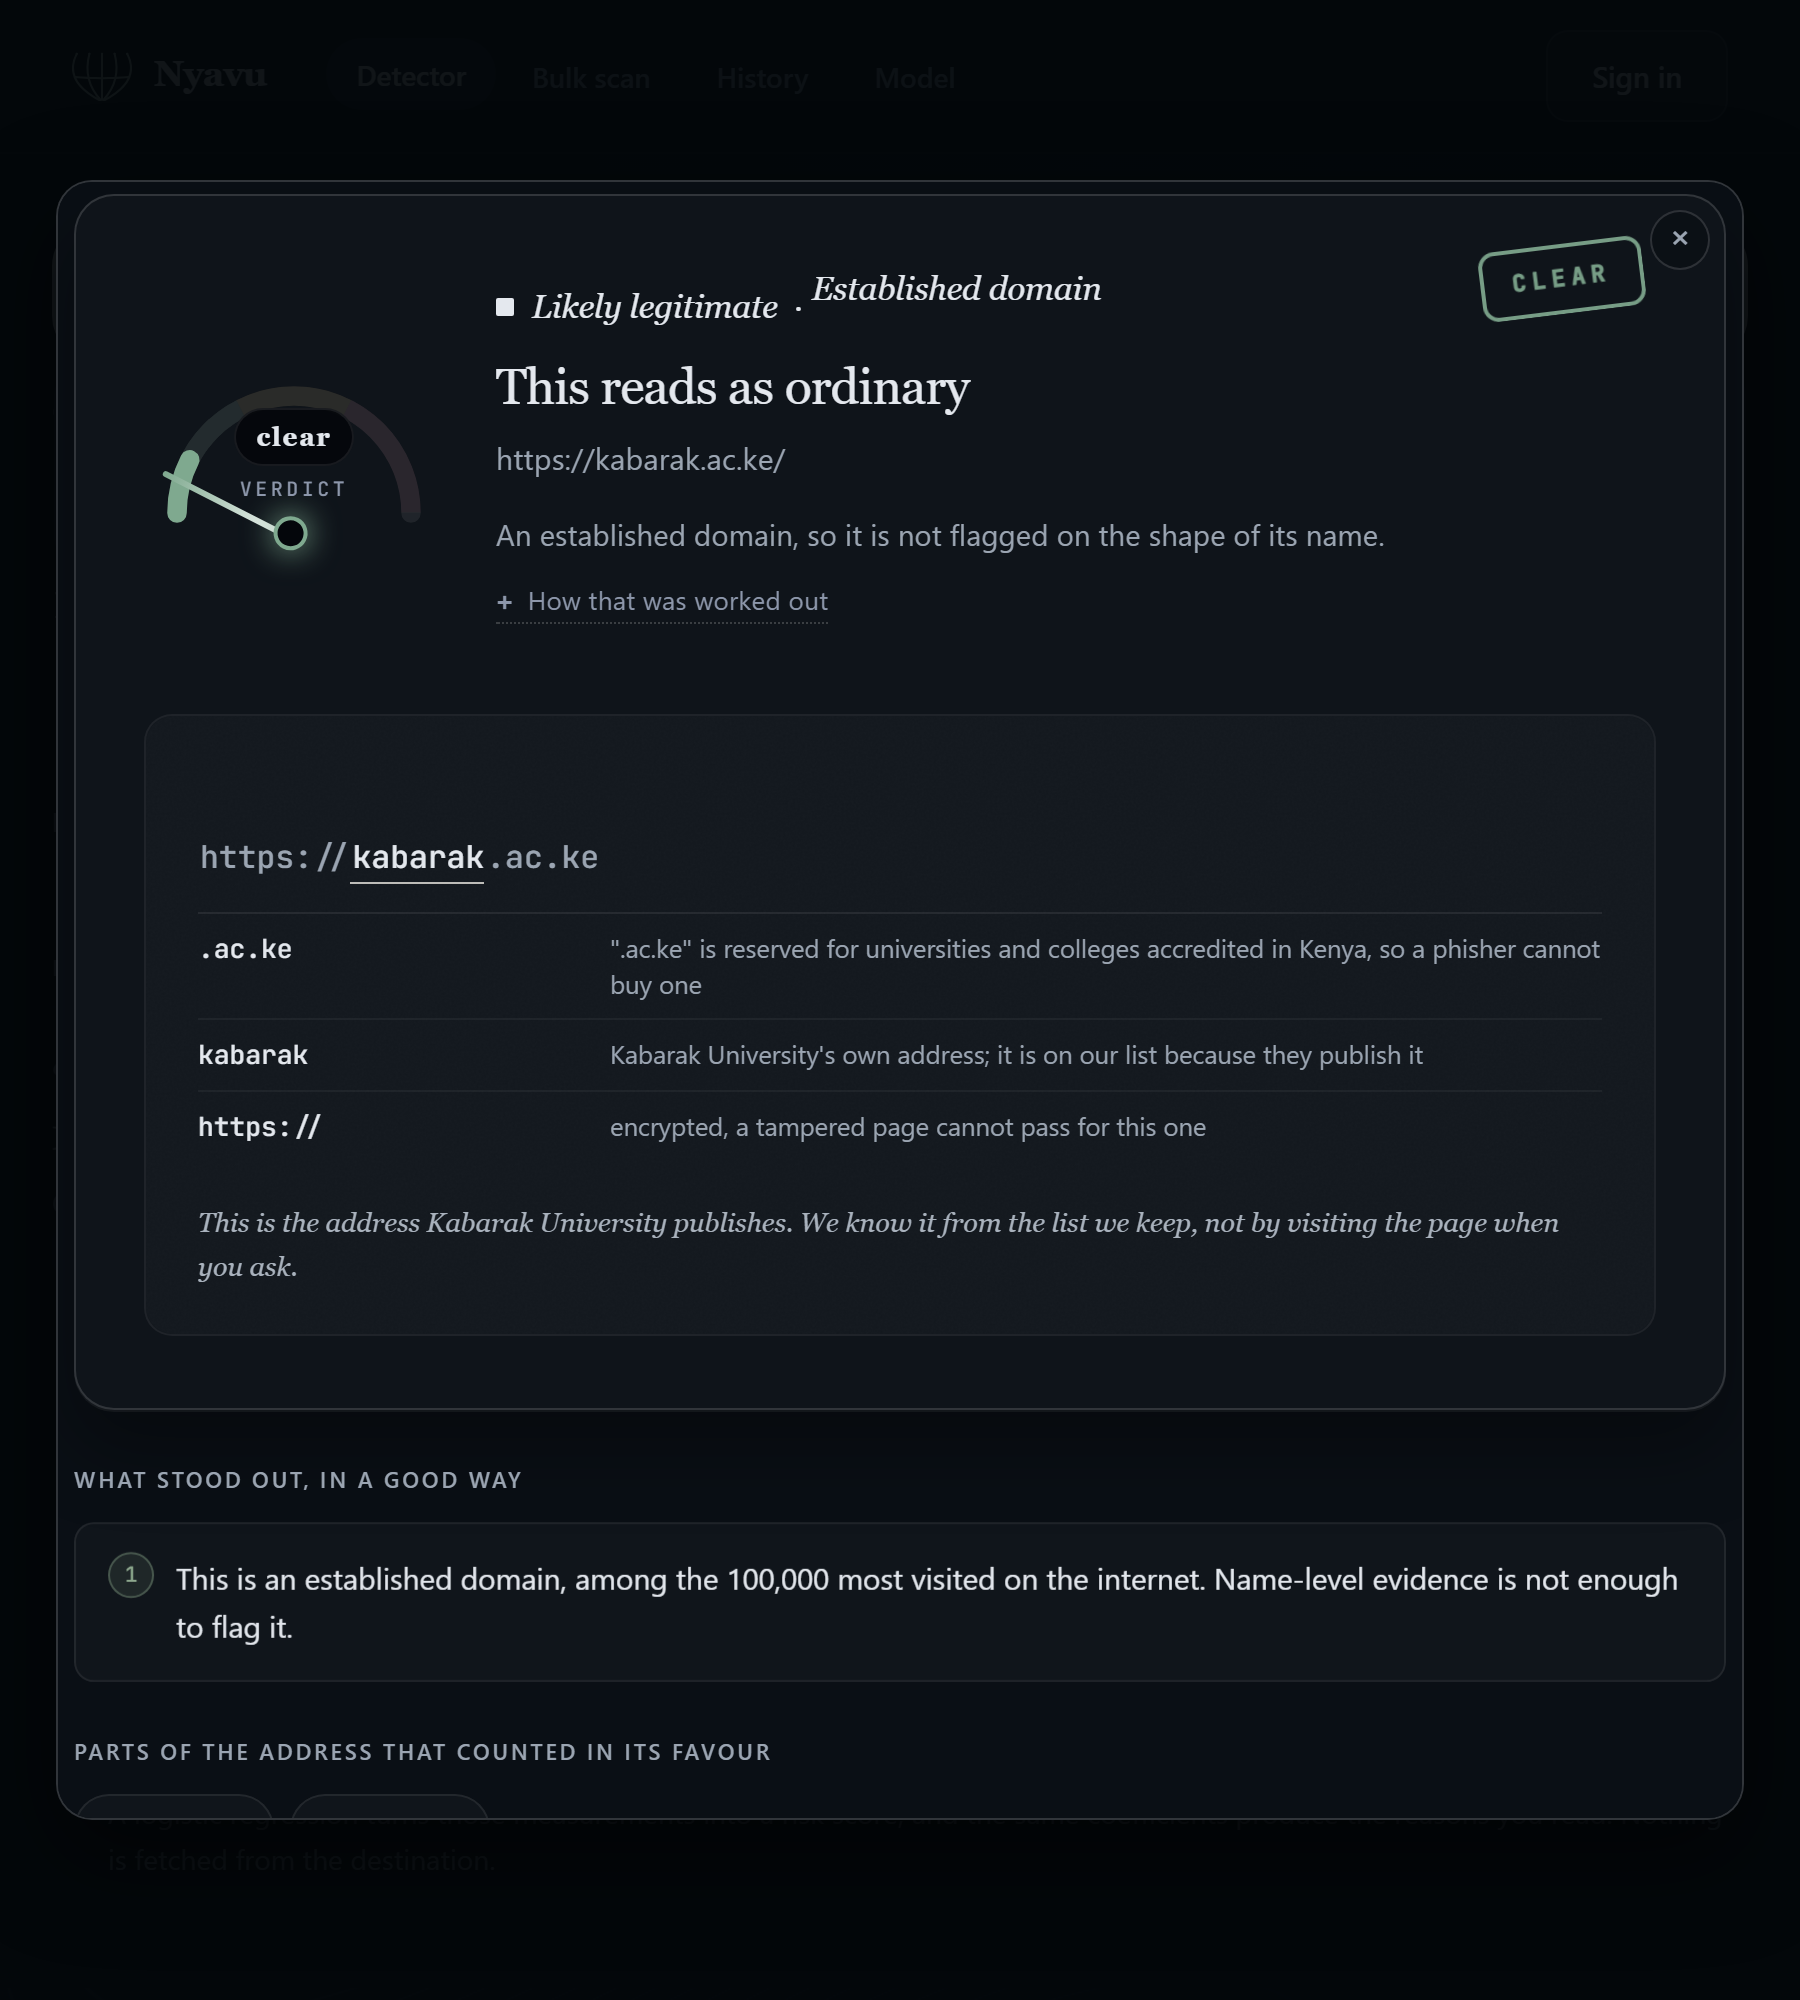 Nyavu
Detector
Bulk scan
History
Model
Sign in
×
CLEAR
Likely legitimate · Established domain
This reads as ordinary
clear
VERDICT
https://kabarak.ac.ke/
An established domain, so it is not flagged on the shape of its name.
+ How that was worked out
https://kabarak.ac.ke
.ac.ke
".ac.ke" is reserved for universities and colleges accredited in Kenya, so a phisher cannot
buy one
kabarak
Kabarak University's own address; it is on our list because they publish it
https://
encrypted, a tampered page cannot pass for this one
This is the address Kabarak University publishes. We know it from the list we keep, not by visiting the page when
you ask.
WHAT STOOD OUT, IN A GOOD WAY
1
This is an established domain, among the 100,000 most visited on the internet. Name-level evidence is not enough
to flag it.
PARTS OF THE ADDRESS THAT COUNTED IN ITS FAVOUR
is fetched from the destination.